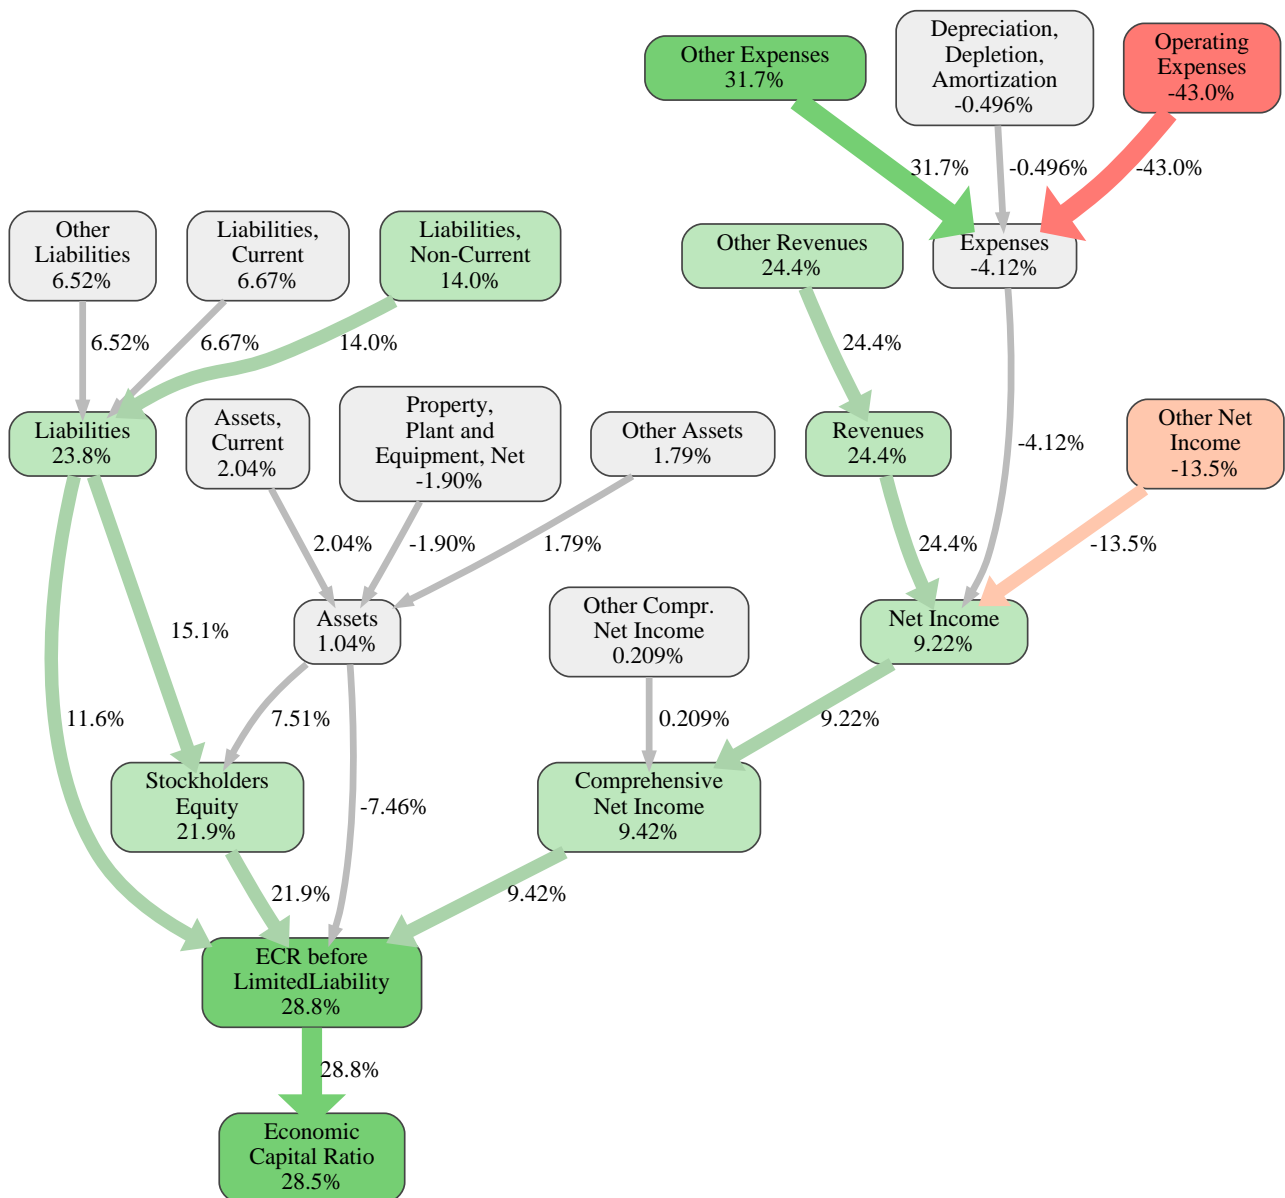 Other Expenses
31.7%
Depreciation,
Depletion,
Amortization
-0.496%
Operating
Expenses
-43.0%
31.7%
-0.496%
-43.0%
Other
Liabilities
6.52%
Liabilities,
Current
6.67%
Liabilities,
Non-Current
14.0%
Other Revenues
24.4%
Expenses
-4.12%
6.52%
6.67%
14.0%
24.4%
-4.12%
Liabilities
23.8%
Assets,
Current
2.04%
Property,
Plant and
Equipment, Net
-1.90%
Other Assets
1.79%
Revenues
24.4%
Other Net
Income
-13.5%
2.04%
-1.90%
1.79%
24.4%
-13.5%
15.1%
Assets
1.04%
Other Compr.
Net Income
0.209%
Net Income
9.22%
11.6%
7.51%
-7.46%
0.209%
9.22%
Stockholders
Equity
21.9%
Comprehensive
Net Income
9.42%
21.9%
9.42%
ECR before
LimitedLiability
28.8%
28.8%
Economic
Capital Ratio
28.5%